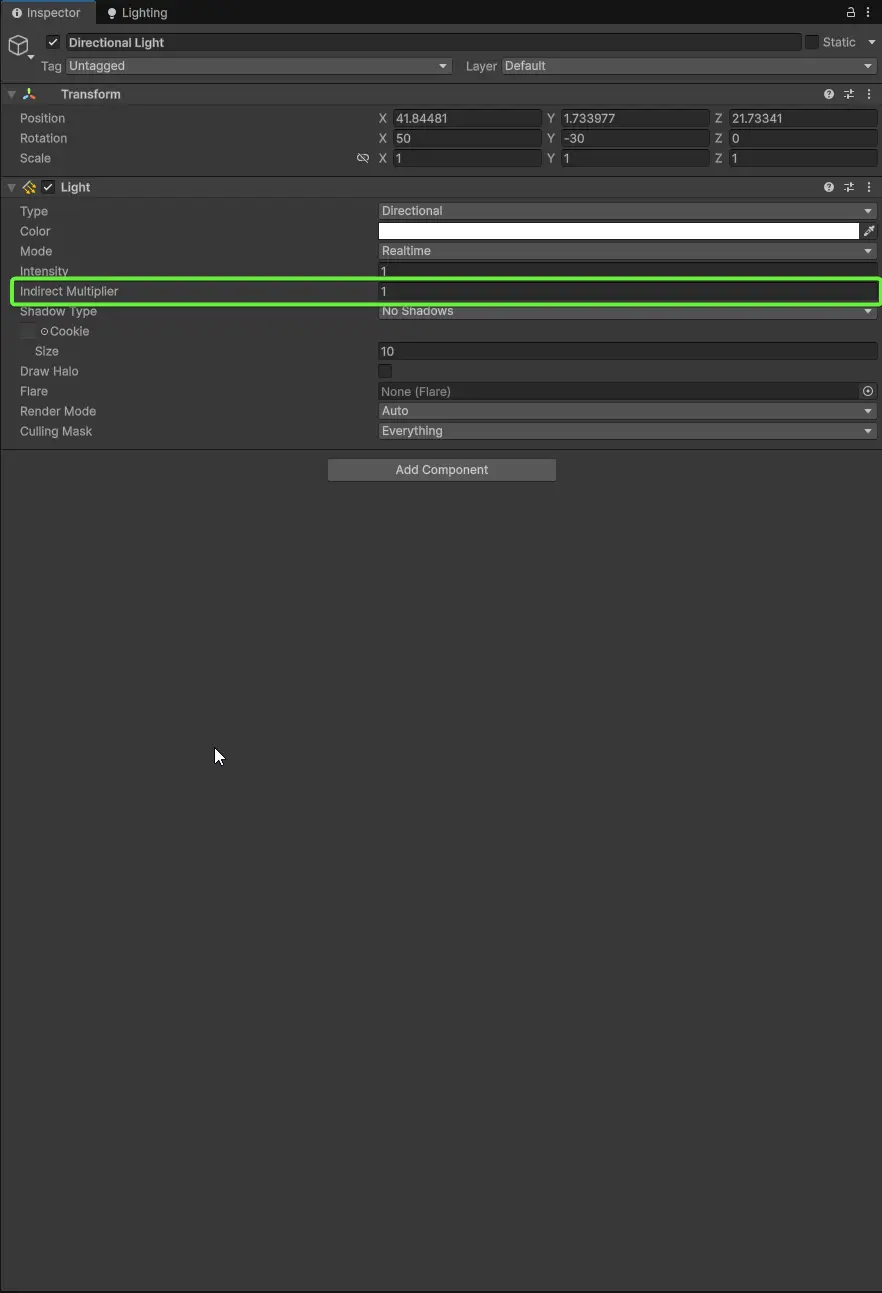 Inspector Lighting
Directional Light Static
Tag Untagged Layer Default
Transform
Position X 41.84481 Y 1.733977 Z 21.73341
Rotation X 50 Y -30 Z 0
Scale X 1 Y 1 Z 1
Light
Type Directional
Color
Mode Realtime
Intensity 1
Indirect Multiplier 1
Shadow Type No Shadows
Cookie
Size 10
Draw Halo
Flare None (Flare)
Render Mode Auto
Culling Mask Everything
Add Component